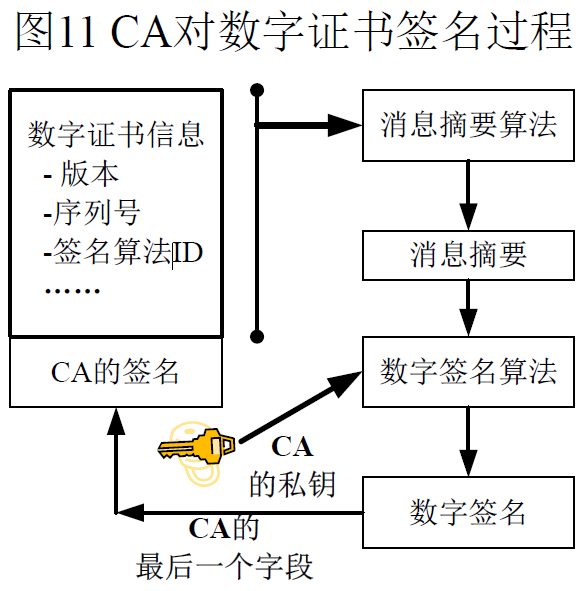 图11 CA对数字证书签名过程
数字证书信息
- 版本
-序列号
-签名算法ID
……
CA的签名
消息摘要算法
消息摘要
数字签名算法
CA
的私钥
数字签名
CA的
最后一个字段